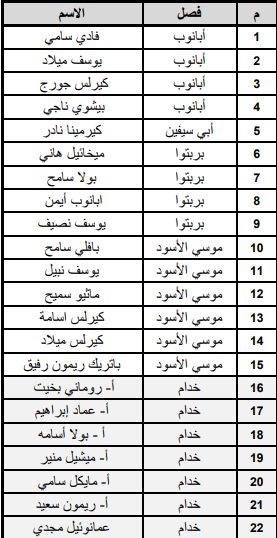 م فصل الاسم
1 أبانوب فادي سامي
2 أبانوب يوسف ميلاد
3 أبانوب كيرلس جورج
4 أبانوب بيشوي ناجي
5 أبي سيفين كيرمينا نادر
6 بربتوا ميخائيل هاني
7 بربتوا بولا سامح
8 بربتوا ابانوب أيمن
9 بربتوا يوسف نصيف
10 موسي الأسود بافلي سامح
11 موسي الأسود يوسف نبيل
12 موسي الأسود ماثيو سميح
13 موسي الأسود كيرلس اسامة
14 موسي الأسود كيرلس ميلاد
15 موسي الأسود باتريك ريمون رفيق
16 خدام أ- روماني بخيت
17 خدام أ- عماد إبراهيم
18 خدام أ - بولا أسامه
19 خدام أ- ميشيل منير
20 خدام أ- مايكل سامي
21 خدام أ- ريمون سعيد
22 خدام عمانوئيل مجدي